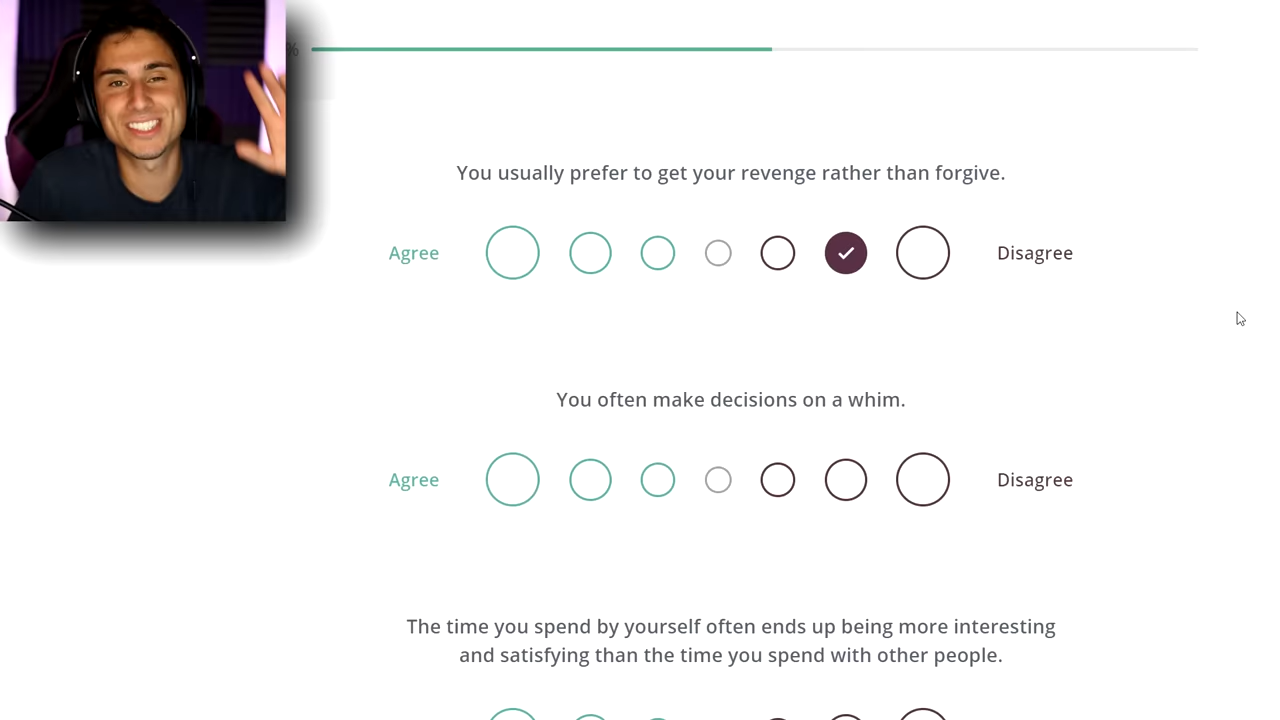 %
You usually prefer to get your revenge rather than forgive.
Agree Disagree
You often make decisions on a whim.
Agree Disagree
The time you spend by yourself often ends up being more interesting
and satisfying than the time you spend with other people.